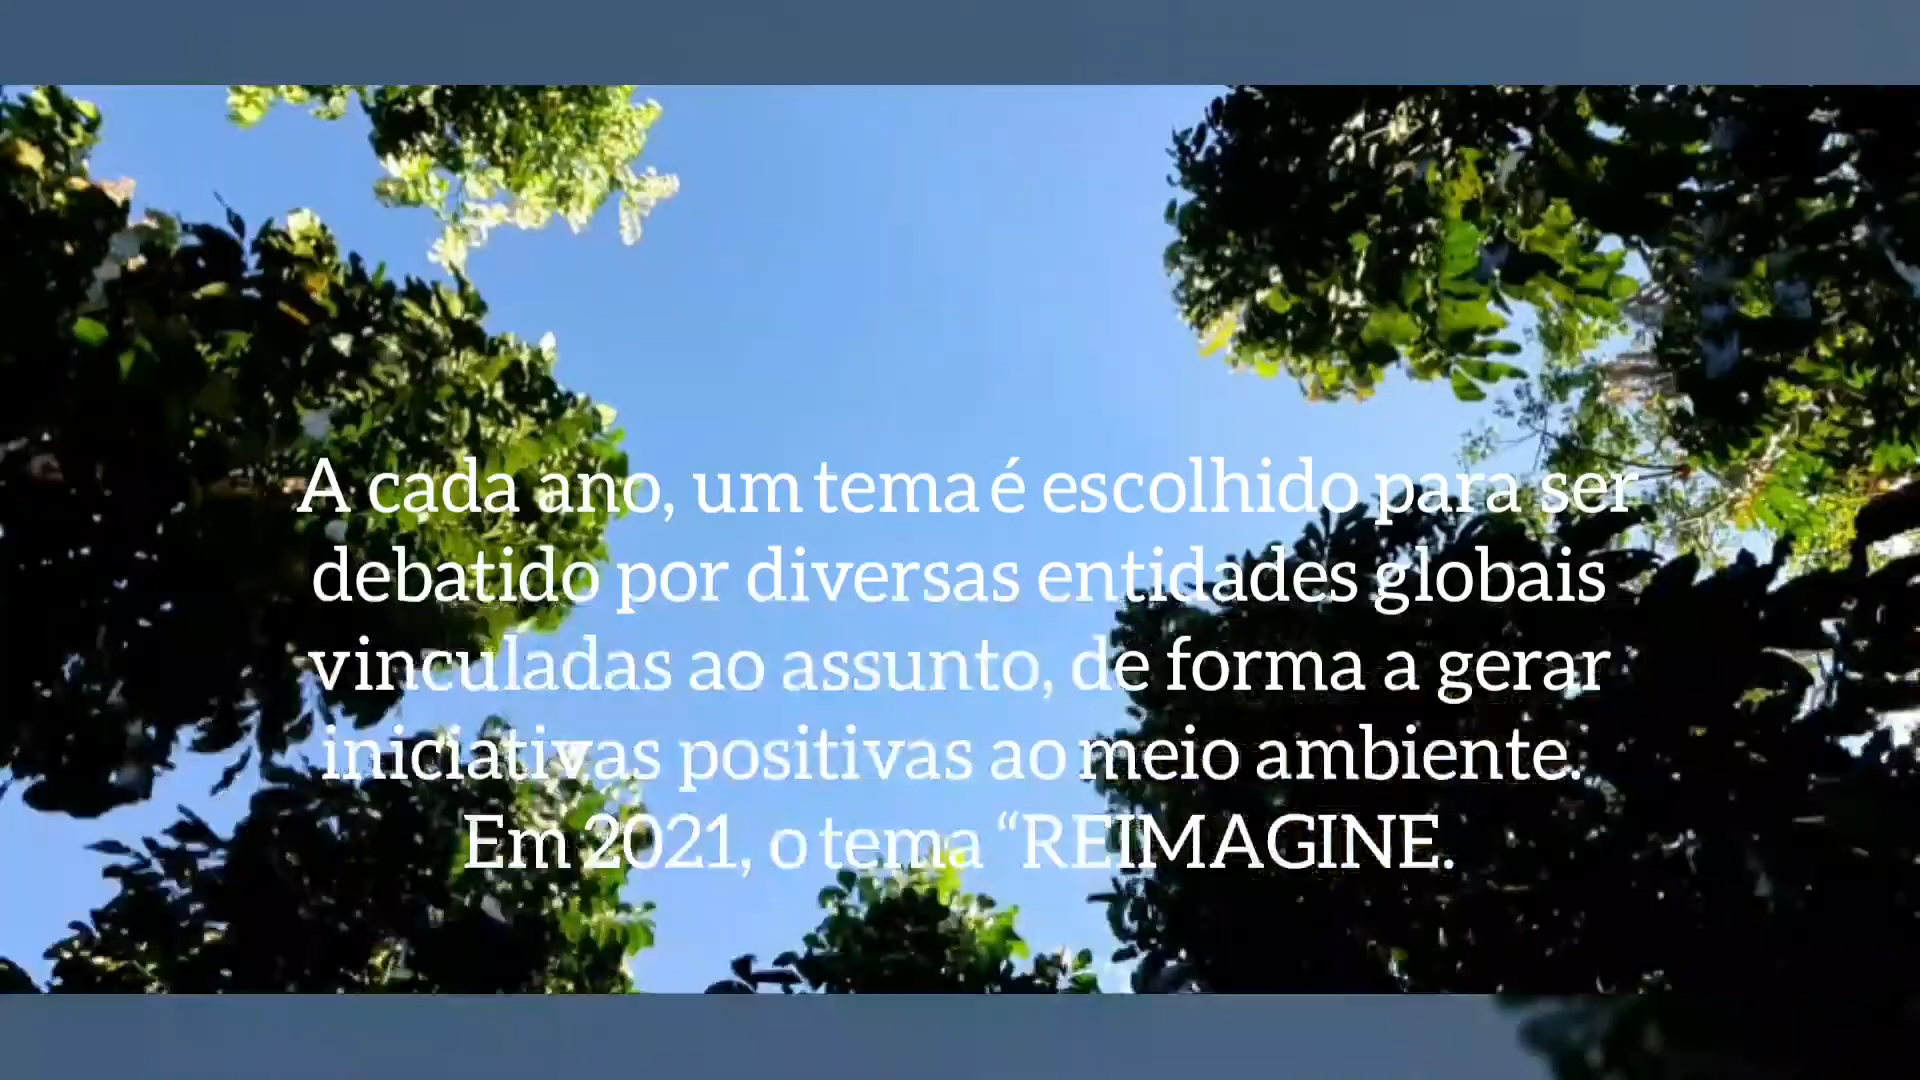 A cada ano, um tema é escolhido para ser
debatido por diversas entidades globais
vinculadas ao assunto, de forma a gerar
iniciativas positivas ao meio ambiente.
Em 2021, o tema “REIMAGINE.